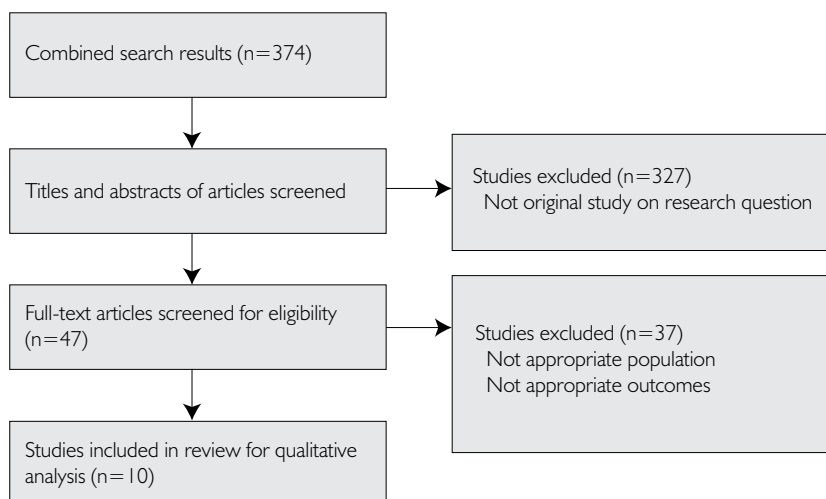 Combined search results (n=374)
Titles and abstracts of articles screened
Studies excluded (n=327)
Not original study on research question
Full-text articles screened for eligibility
(n=47)
Studies excluded (n=37)
Not appropriate population
Not appropriate outcomes
Studies included in review for qualitative
analysis (n=10)